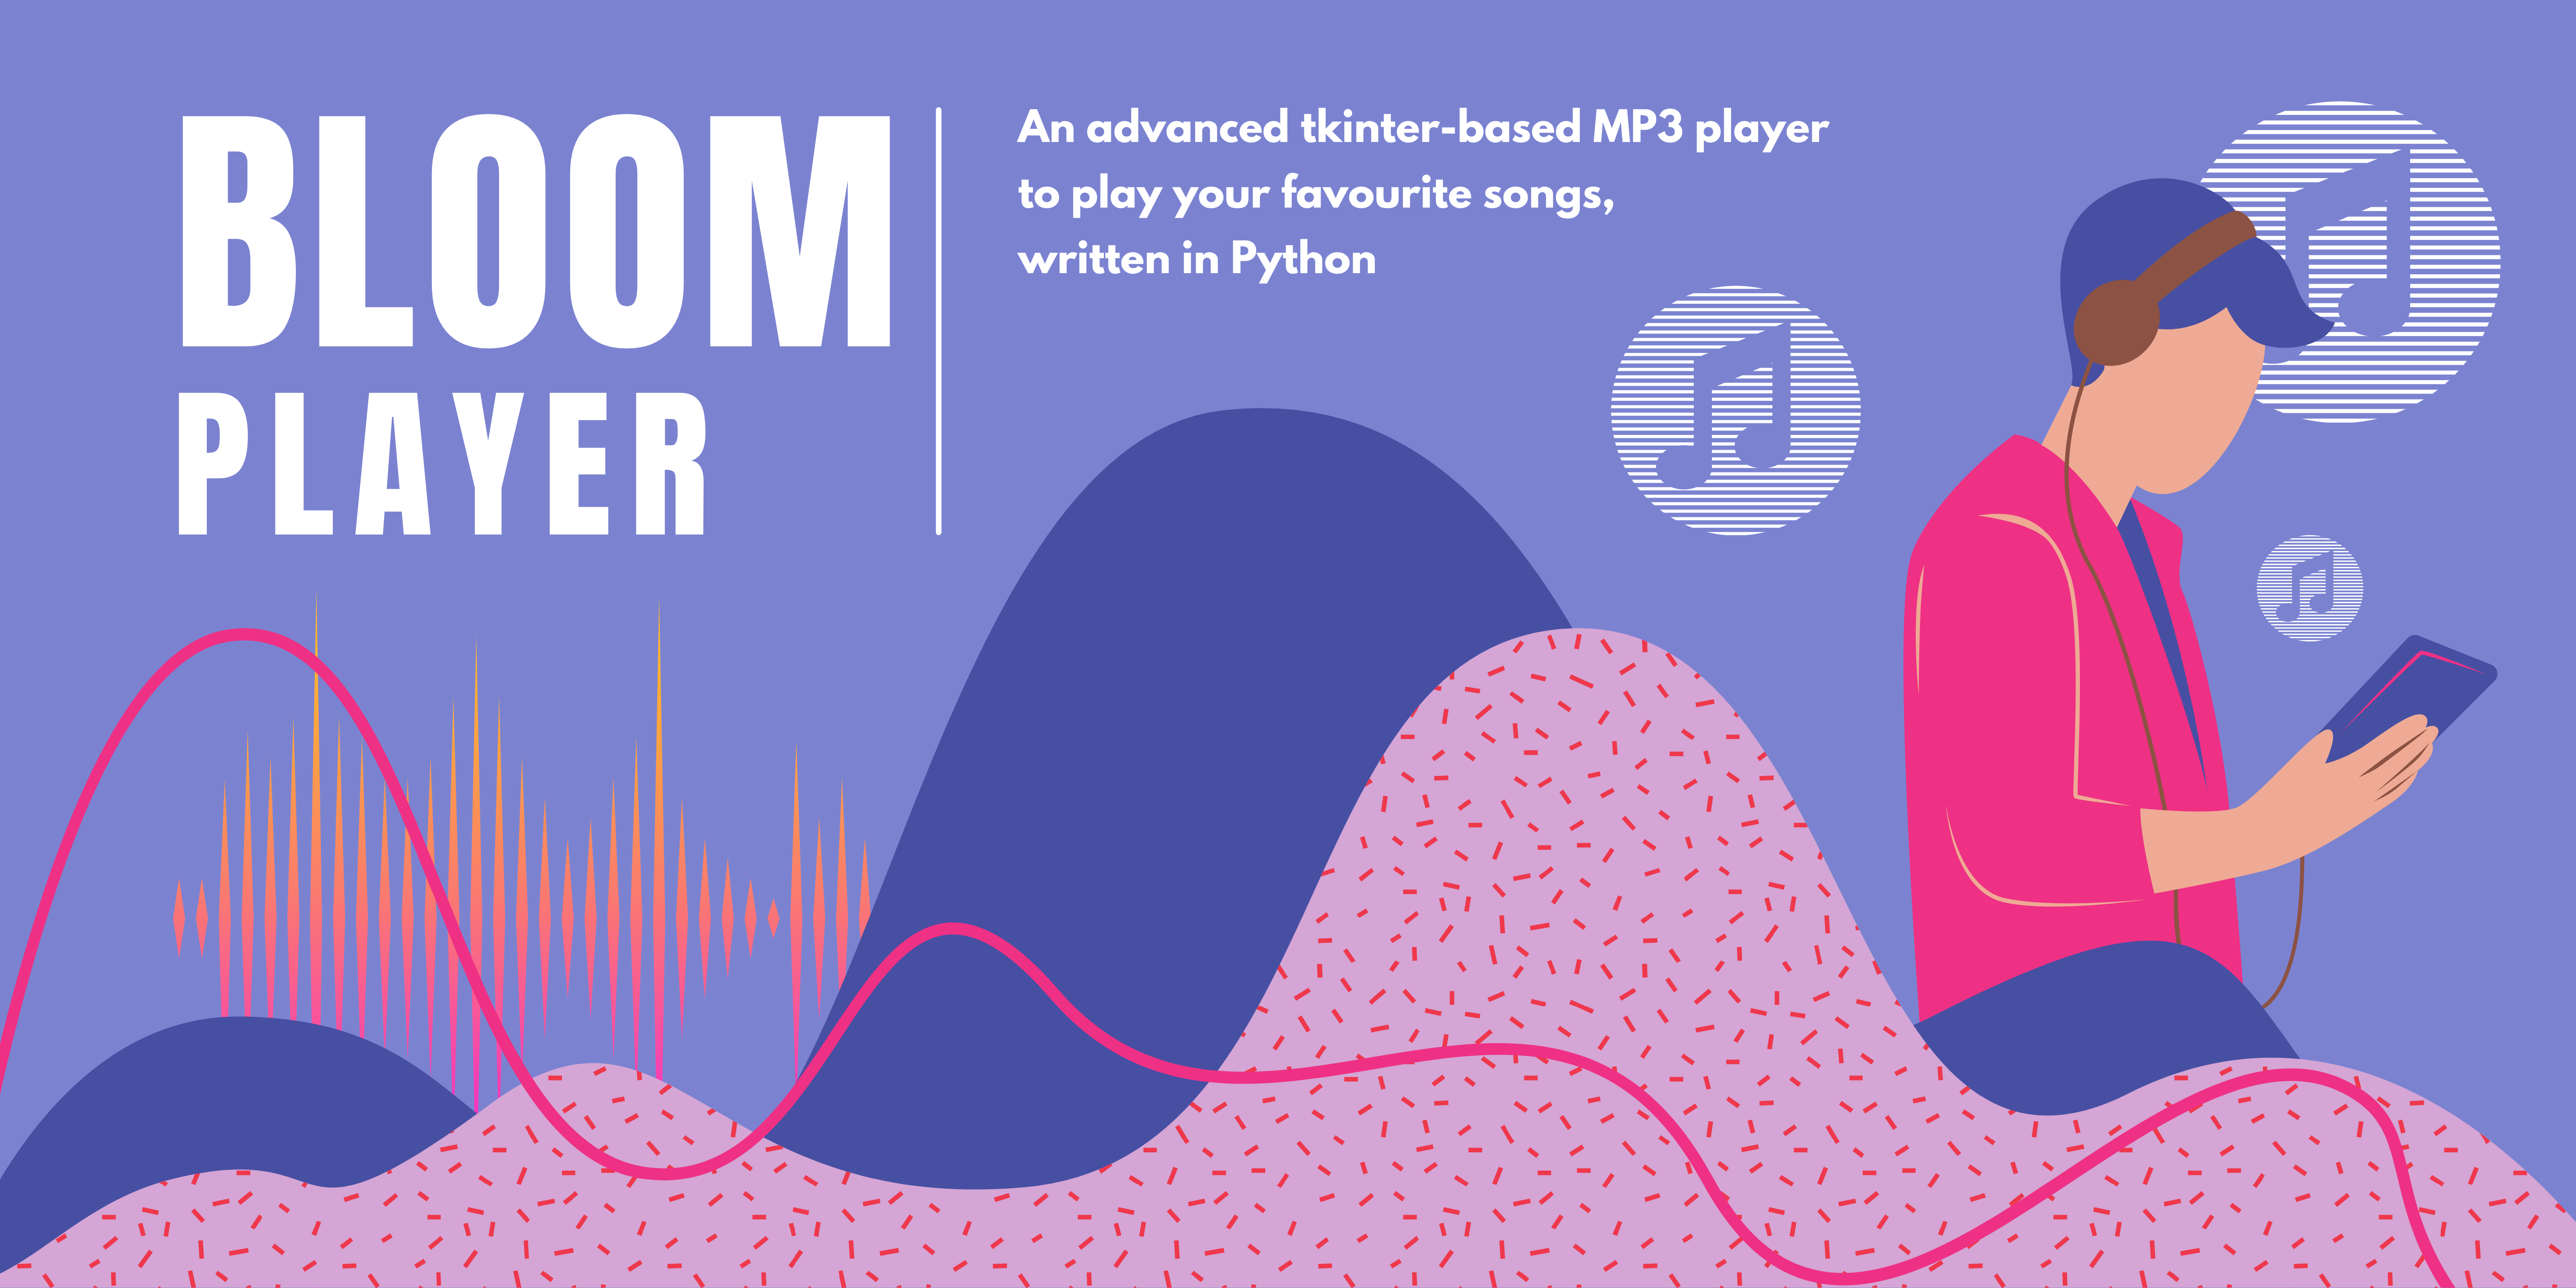 BLOOM
PLAYER
An advanced tkinter-based MP3 player
to play your favourite songs,
written in Python